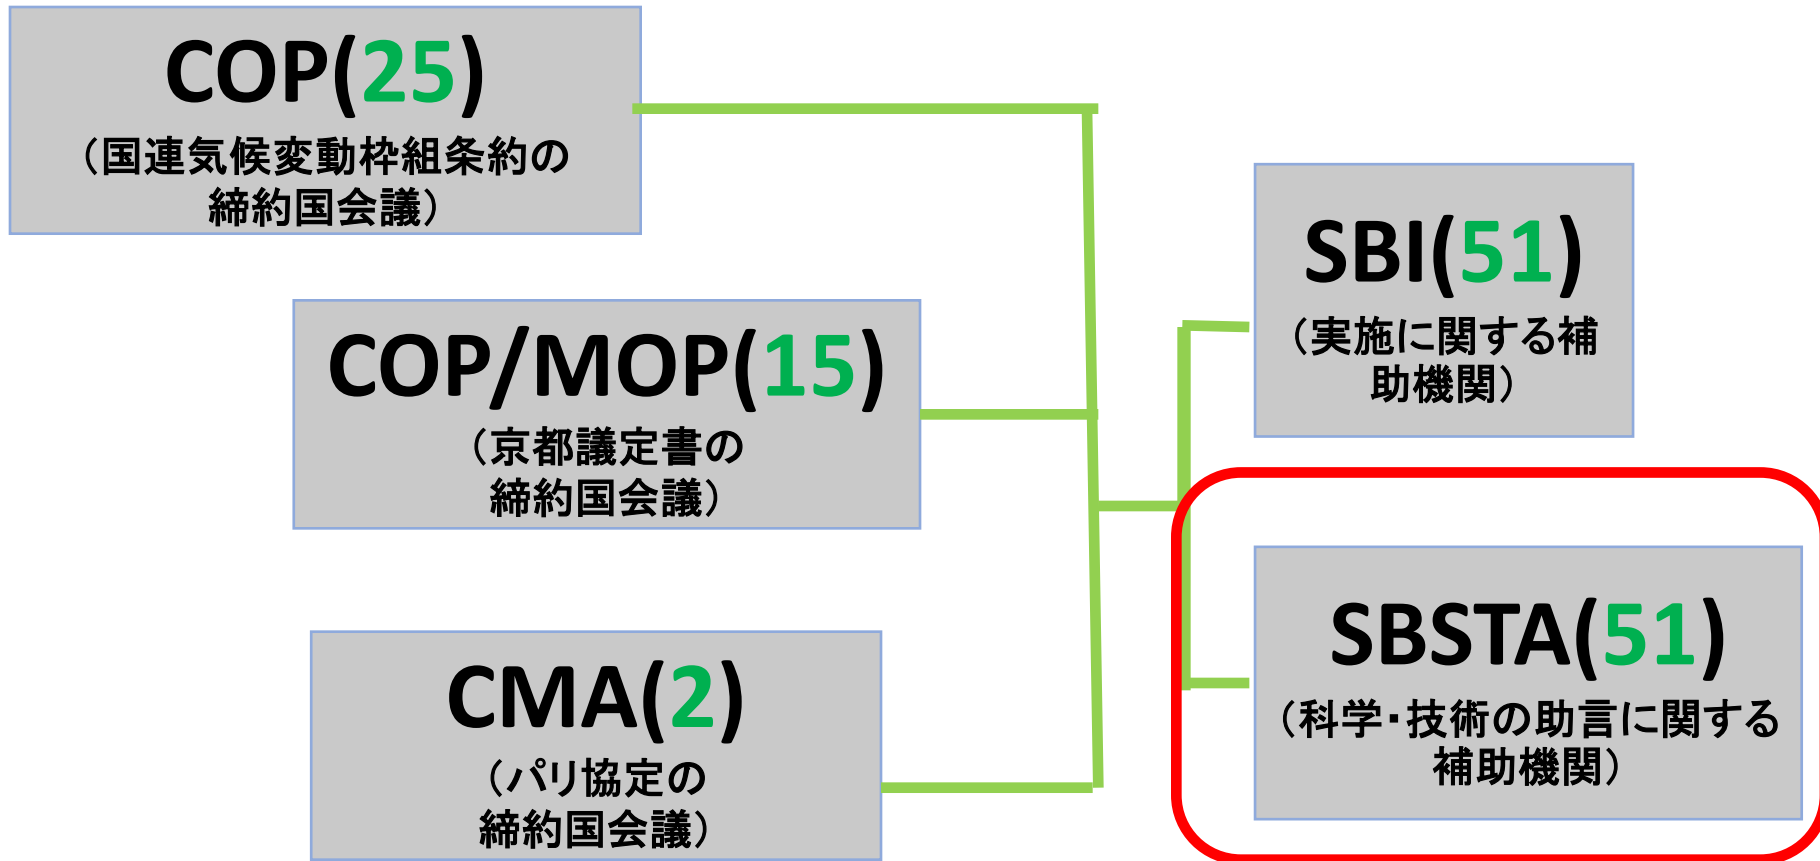 COP(25)
（国連気候変動枠組条約の
締約国会議）
COP/MOP(15)
（京都議定書の
締約国会議）
CMA(2)
（パリ協定の
締約国会議）
SBI(51)
（実施に関する補
助機関）
SBSTA(51)
（科学・技術の助言に関する
補助機関）